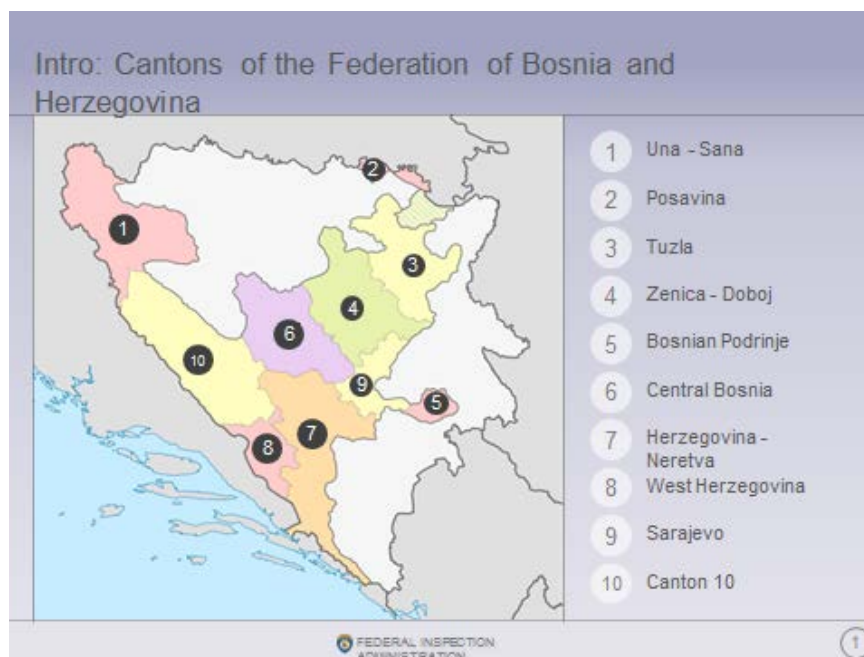 Intro: Cantons of the Federation of Bosnia and
Herzegovina
1 Una - Sana
2 Posavina
3 Tuzla
4 Zenica - Doboj
5 Bosnian Podrinje
6 Central Bosnia
7 Herzegovina -
Neretva
8 West Herzegovina
9 Sarajevo
10 Canton 10
2
1
3
4
6
10
9
5
7
8
FEDERAL INSPECTION
ADMINISTRATION
1